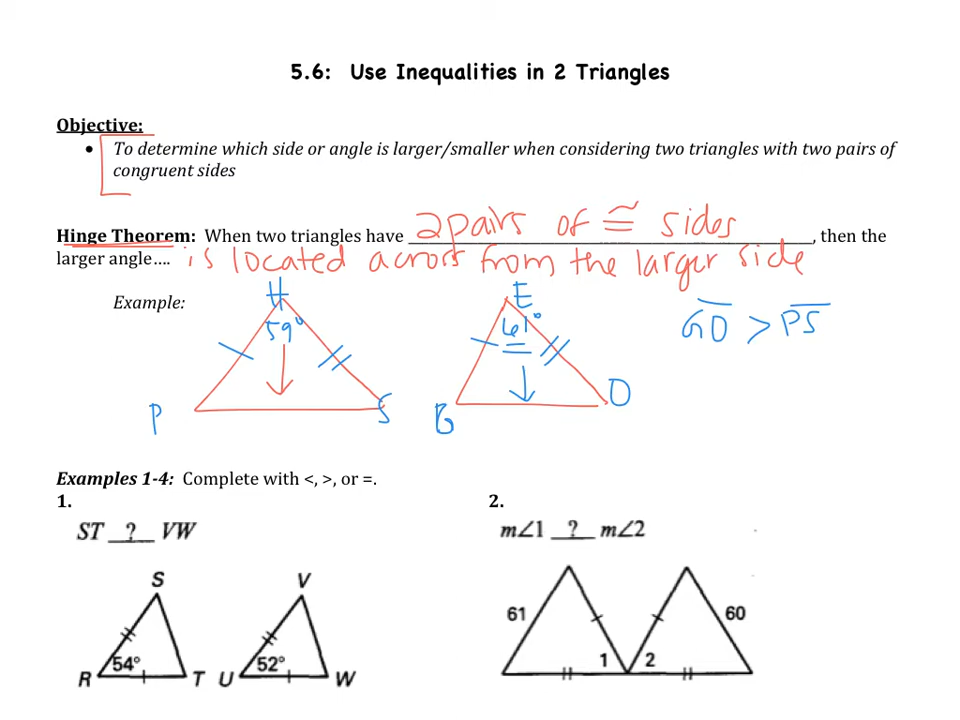 5.6: Use Inequalities in 2 Triangles
Objective:
• To determine which side or angle is larger/smaller when considering two triangles with two pairs of
congruent sides
Hinge Theorem: When two triangles have 2 pairs of ≅ sides, then the
larger angle.... is located across from the larger side
Example:
H
59°
P
S
E
61°
G
O
GO > PS
Examples 1-4: Complete with <, >, or =.
1.
ST ? VW
S
54°
R
T
V
52°
U
W
2.
m∠1 ? m∠2
61
1
2
60